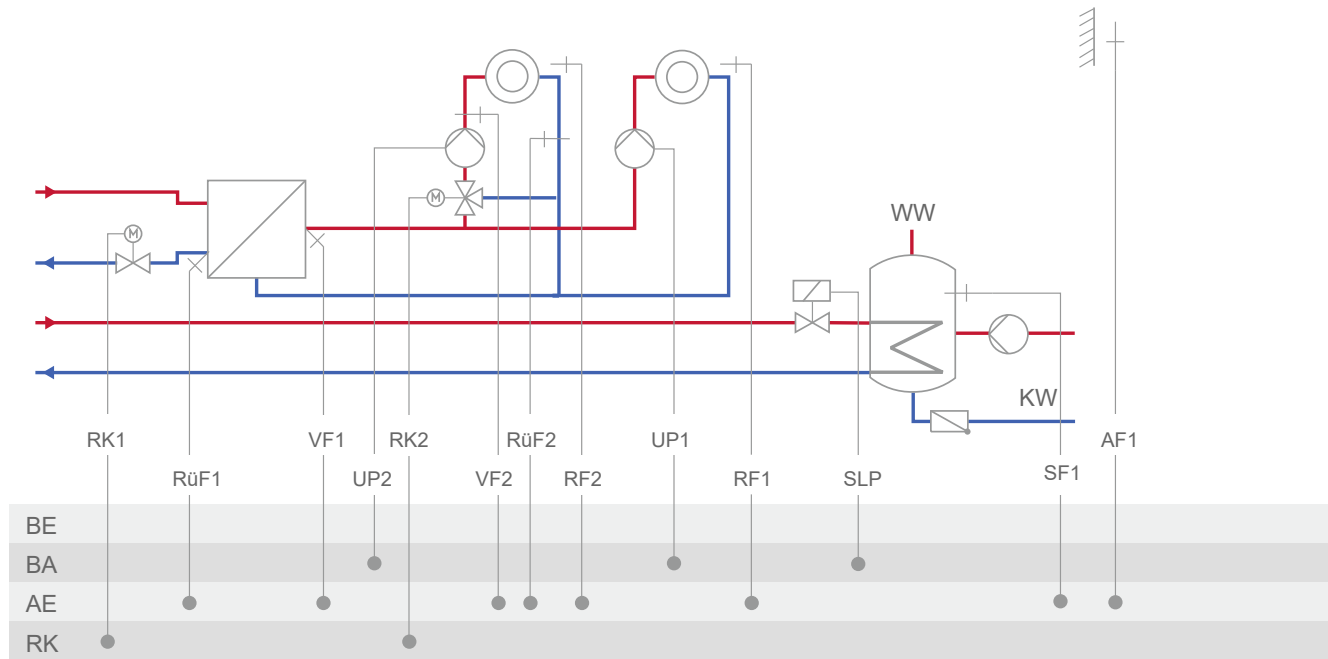 M
WW
M
KW
RK1 VF1 RK2 RüF2 UP1 AF1
RüF1 UP2 VF2 RF2 RF1 SLP SF1
BE
BA
AE
RK